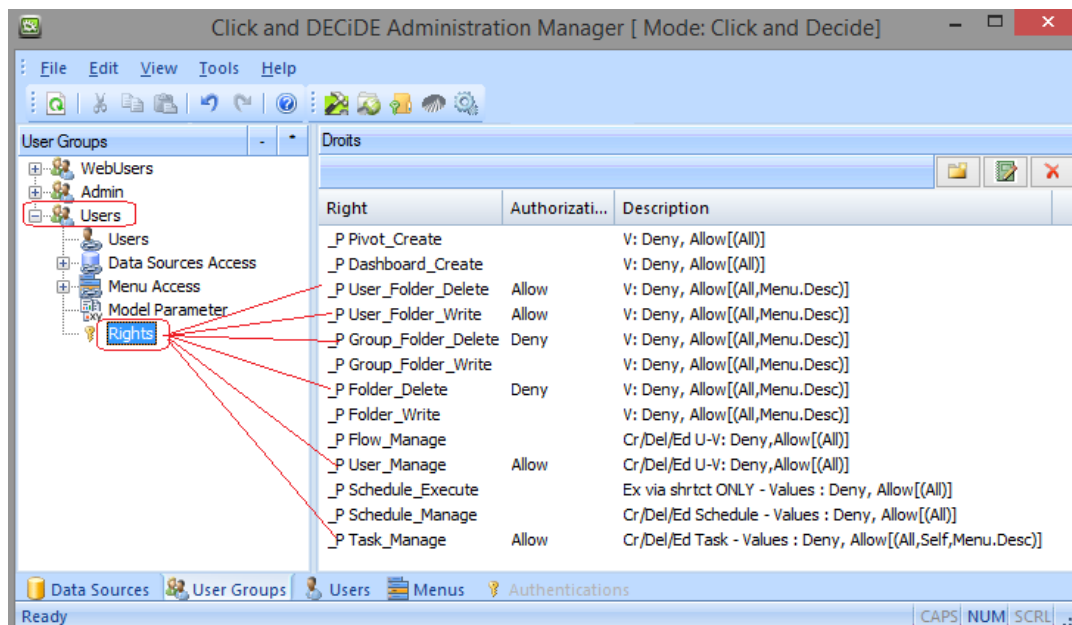 Click and DECiDE Administration Manager [ Mode: Click and Decide]
File Edit View Tools Help
User Groups - *
Droits
WebUsers
Admin
Users
Users
Data Sources Access
Menu Access
Model Parameter
Rights
Right Authorizati... Description
_P Pivot_Create V: Deny, Allow[(All)]
_P Dashboard_Create V: Deny, Allow[(All)]
_P User_Folder_Delete Allow V: Deny, Allow[(All,Menu.Desc)]
_P User_Folder_Write Allow V: Deny, Allow[(All,Menu.Desc)]
_P Group_Folder_Delete Deny V: Deny, Allow[(All,Menu.Desc)]
_P Group_Folder_Write V: Deny, Allow[(All,Menu.Desc)]
_P Folder_Delete Deny V: Deny, Allow[(All,Menu.Desc)]
_P Folder_Write V: Deny, Allow[(All,Menu.Desc)]
_P Flow_Manage Cr/Del/Ed U-V: Deny,Allow[(All)]
_P User_Manage Allow Cr/Del/Ed U-V: Deny,Allow[(All)]
_P Schedule_Execute Ex via shrtct ONLY - Values : Deny, Allow[(All)]
_P Schedule_Manage Cr/Del/Ed Schedule - Values : Deny, Allow[(All)]
_P Task_Manage Allow Cr/Del/Ed Task - Values : Deny, Allow[(All,Self,Menu.Desc)]
Data Sources User Groups Users Menus Authentications
Ready CAPS NUM SCRL